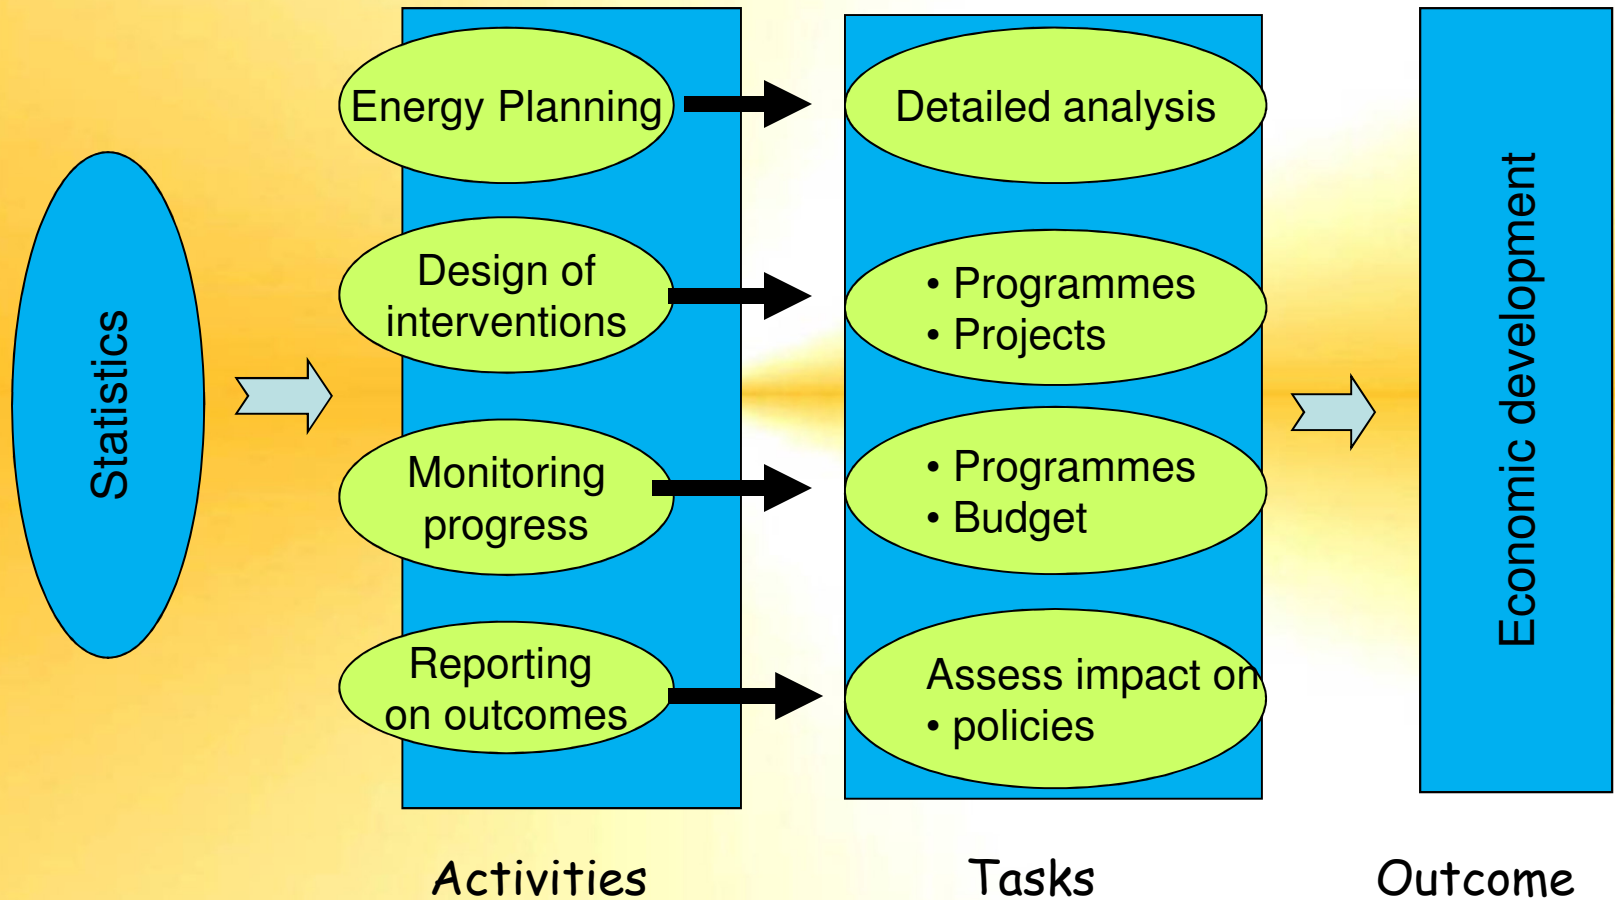 Statistics
Energy Planning
Design of
interventions
Monitoring
progress
Reporting
on outcomes
Detailed analysis
• Programmes
• Projects
• Programmes
• Budget
Assess impact on
• policies
Economic development
Activities
Tasks
Outcome